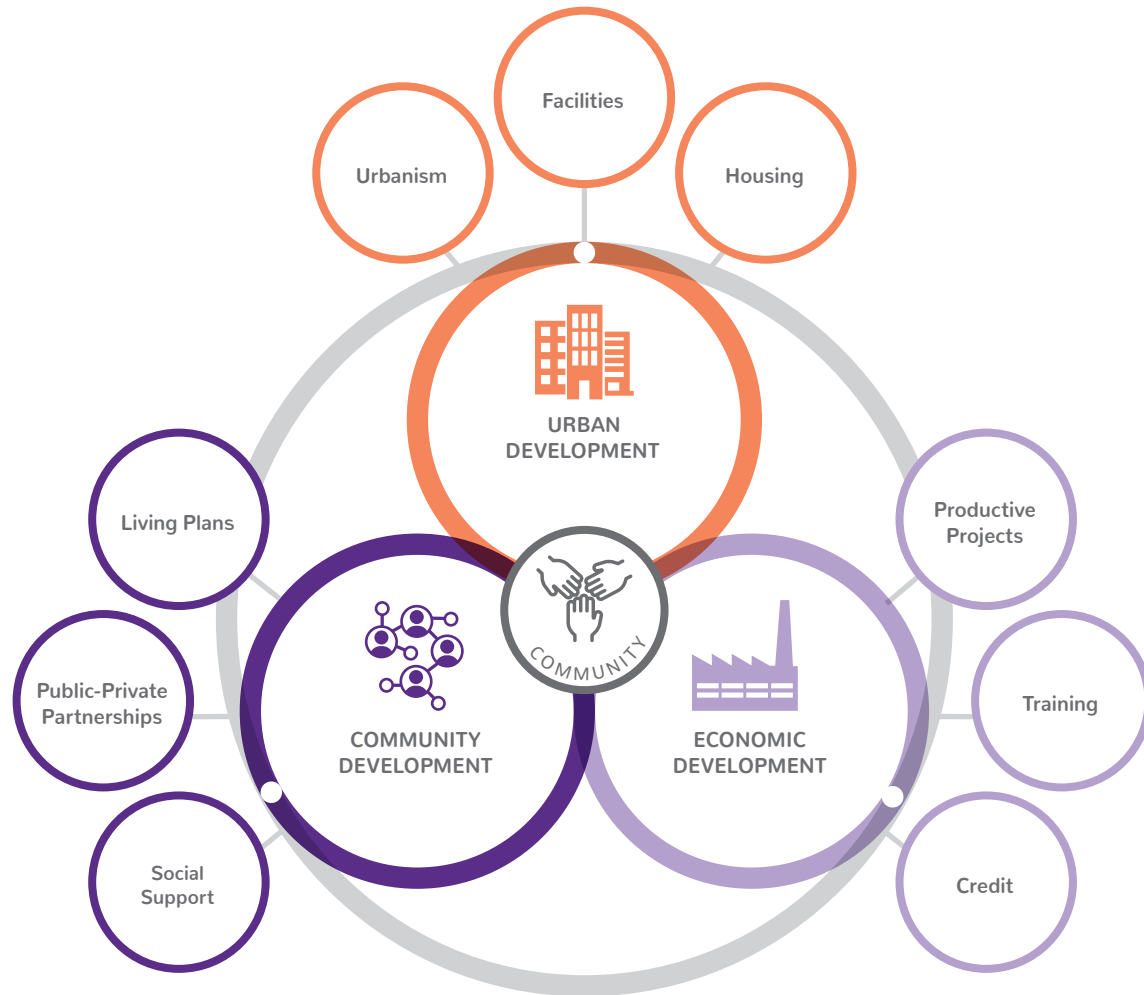 Facilities
Urbanism
Housing
URBAN
DEVELOPMENT
Living Plans
Productive
Projects
COMMUNITY
Public-Private
Partnerships
Training
COMMUNITY
DEVELOPMENT
ECONOMIC
DEVELOPMENT
Social
Support
Credit